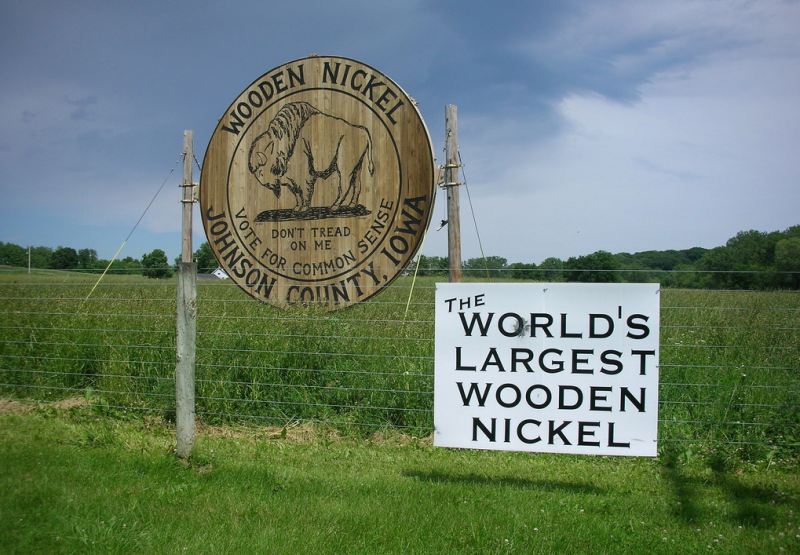 WOODEN NICKEL
DON'T TREAD
ON ME
VOTE FOR COMMON SENSE
JOHNSON COUNTY, IOWA
THE
WORLD'S
LARGEST
WOODEN
NICKEL